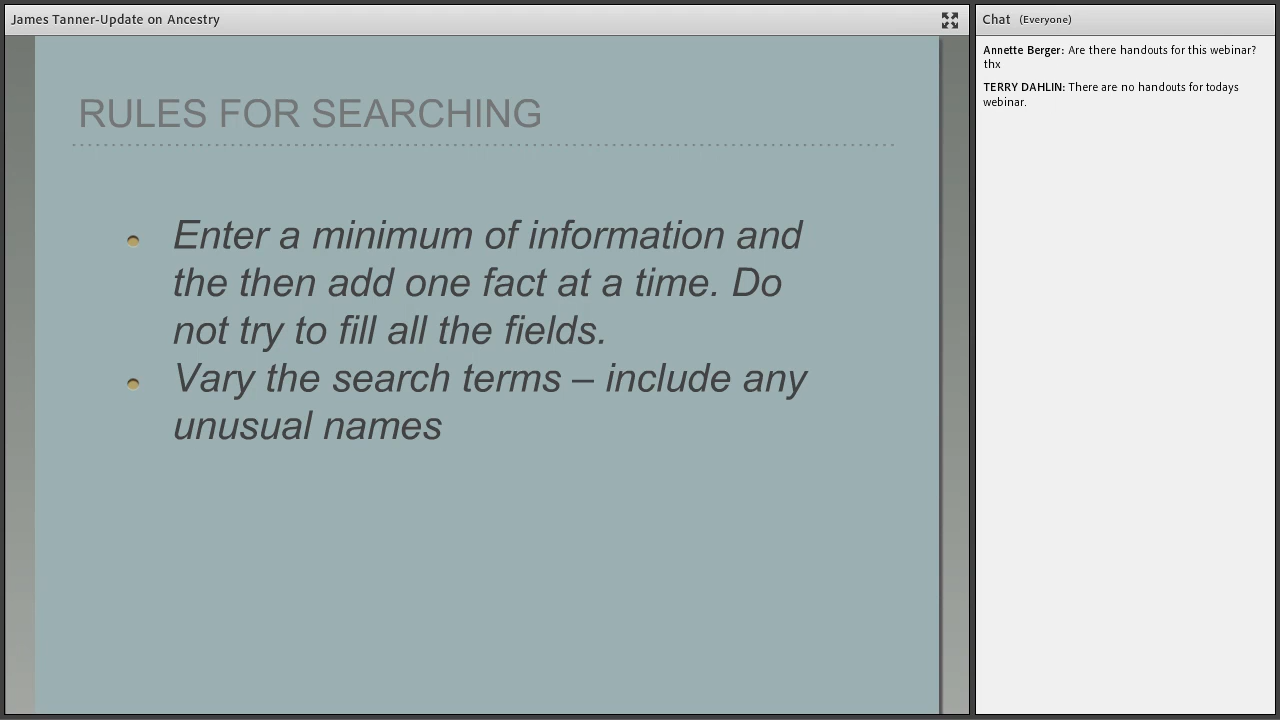 James Tanner-Update on Ancestry
RULES FOR SEARCHING
Enter a minimum of information and
the then add one fact at a time. Do
not try to fill all the fields.
Vary the search terms – include any
unusual names
Chat (Everyone)
Annette Berger: Are there handouts for this webinar?
thx
TERRY DAHLIN: There are no handouts for todays
webinar.